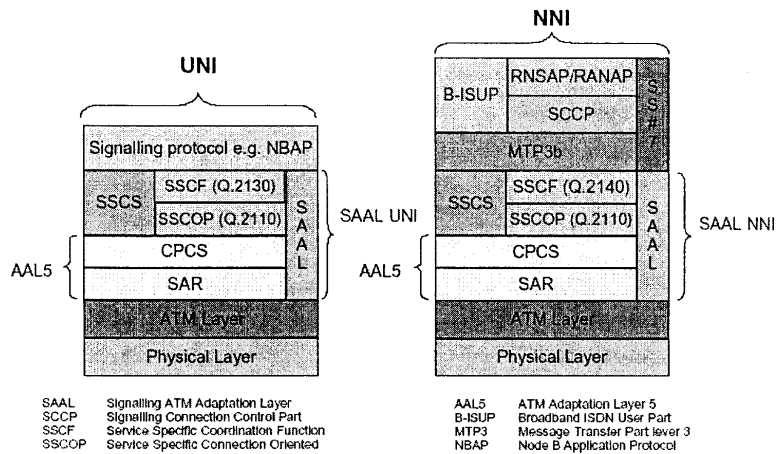 UNI
Signalling protocol e.g. NBAP
SSCS
SSCF (Q.2130)
SSCOP (Q.2110)
SAAL
SAAL UNI
AAL5
CPCS
SAR
ATM Layer
Physical Layer
SAAL Signalling ATM Adaptation Layer
SCCP Signalling Connection Control Part
SSCF Service Specific Coordination Function
SSCOP Service Specific Connection Oriented
NNI
B-ISUP
RNSAP/RANAP
SCCP
SS#7
MTP3b
SSCS
SSCF (Q.2140)
SSCOP (Q.2110)
SAAL
SAAL NNI
AAL5
CPCS
SAR
ATM Layer
Physical Layer
AAL5 ATM Adaptation Layer 5
B-ISUP Broadband ISDN User Part
MTP3 Message Transfer Part lever 3
NBAP Node B Application Protocol